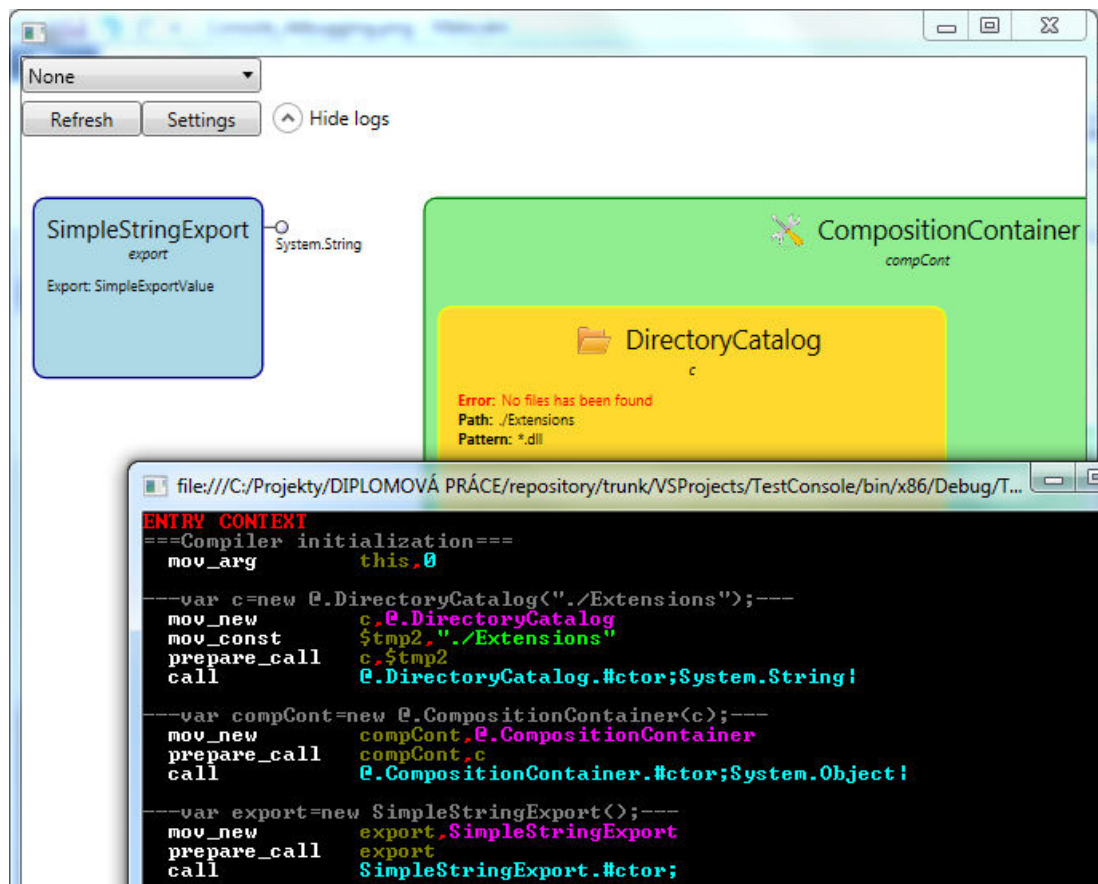 None
Refresh Settings Hide logs
SimpleStringExport
export
Export: SimpleExportValue
System.String
CompositionContainer
compCont
DirectoryCatalog
c
Error: No files has been found
Path: ./Extensions
Pattern: *.dll
file:///C:/Projekty/DIPLOMOVÁ PRÁCE/repository/trunk/VSProjects/TestConsole/bin/x86/Debug/T...
ENTRY CONTEXT
===Compiler initialization===
mov_arg this,0
---var c=new @.DirectoryCatalog("./Extensions");---
mov_new c,@.DirectoryCatalog
mov_const $tmp2,"./Extensions"
prepare_call c,$tmp2
call @.DirectoryCatalog.#ctor;System.String¦
---var compCont=new @.CompositionContainer(c);---
mov_new compCont,@.CompositionContainer
prepare_call compCont,c
call @.CompositionContainer.#ctor;System.Object¦
---var export=new SimpleStringExport();---
mov_new export,SimpleStringExport
prepare_call export
call SimpleStringExport.#ctor;